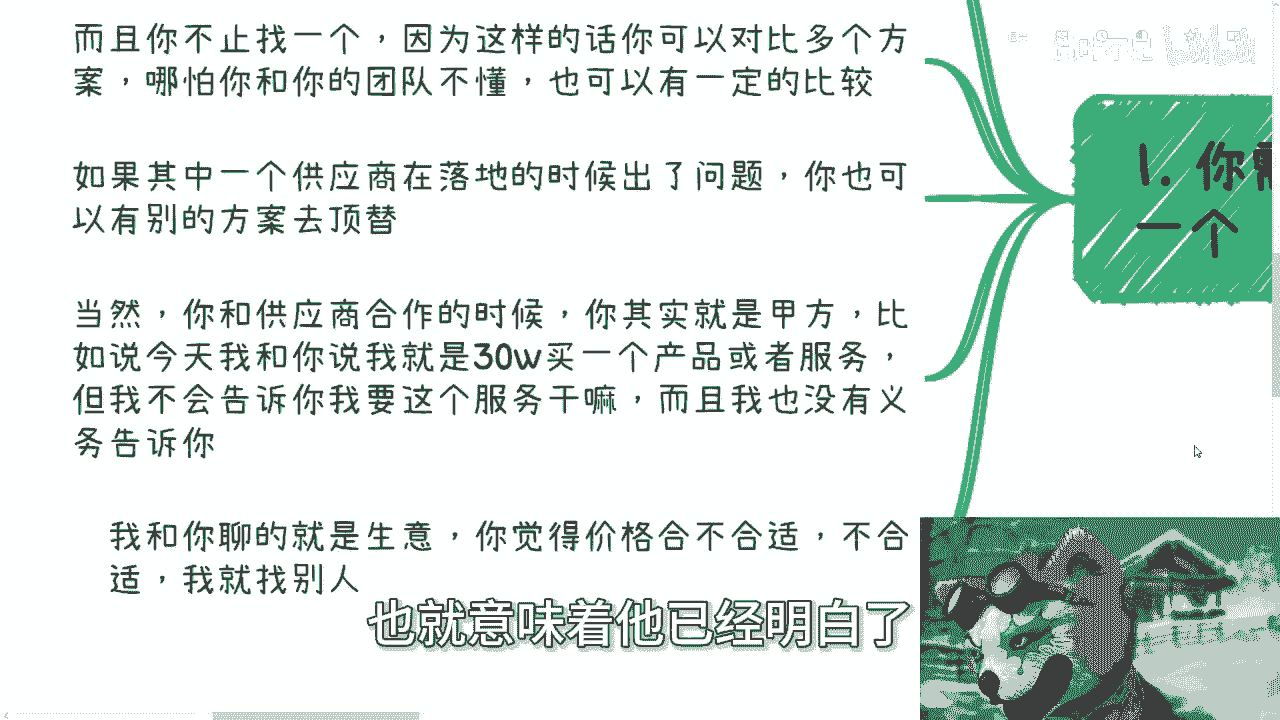 而且你不止找一个，因为这样的话你可以对比多个方
案，哪怕你和你的团队不懂，也可以有一定的比较
如果其中一个供应商在落地的时候出了问题，你也可
以有别的方案去顶替
当然，你和供应商合作的时候，你其实就是甲方，比
如说今天我和你说我就是30w买一个产品或者服务，
但我不会告诉你我要这个服务干嘛，而且我也没有义
务告诉你
我和你聊的就是生意，你觉得价格合不合适，不合
适，我就找别人
1. 你需
一个
也就意味着他已经明白了